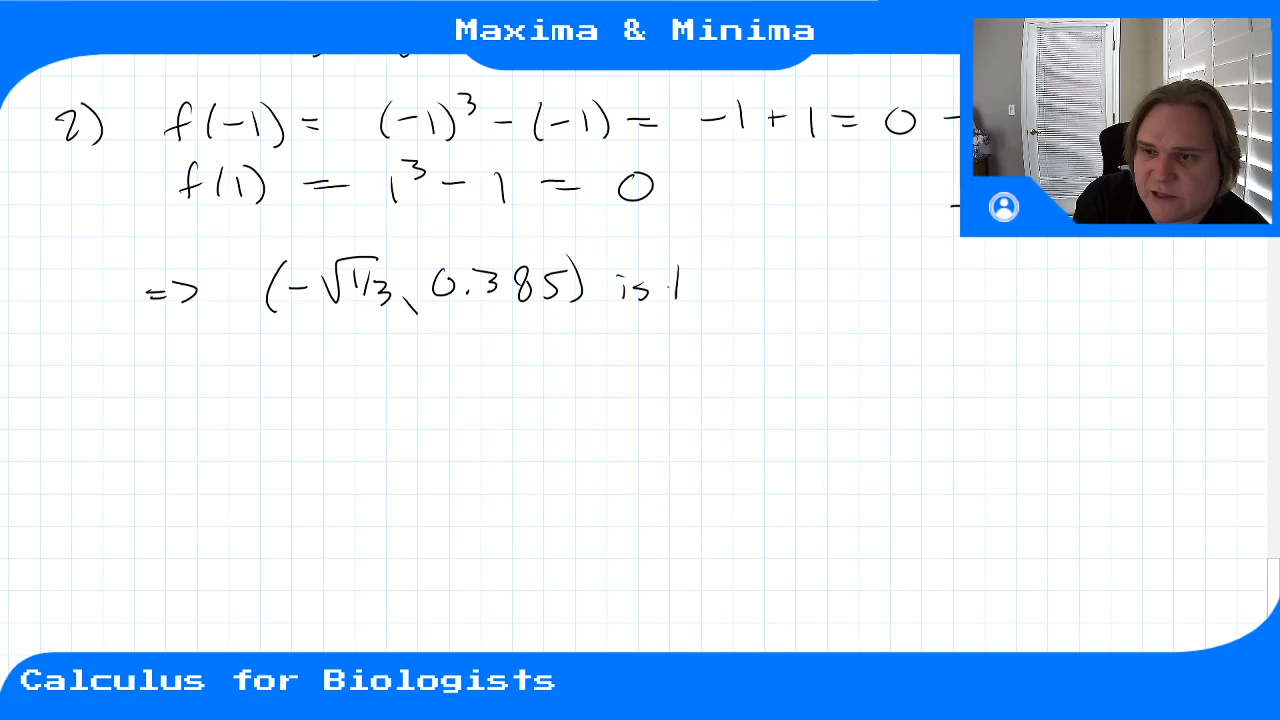 Maxima & Minima
2) f(-1) = (-1)³ - (-1) = -1 + 1 = 0 -
f(1) = 1³ - 1 = 0
=> (-√1/3, 0.385) is
Calculus for Biologists